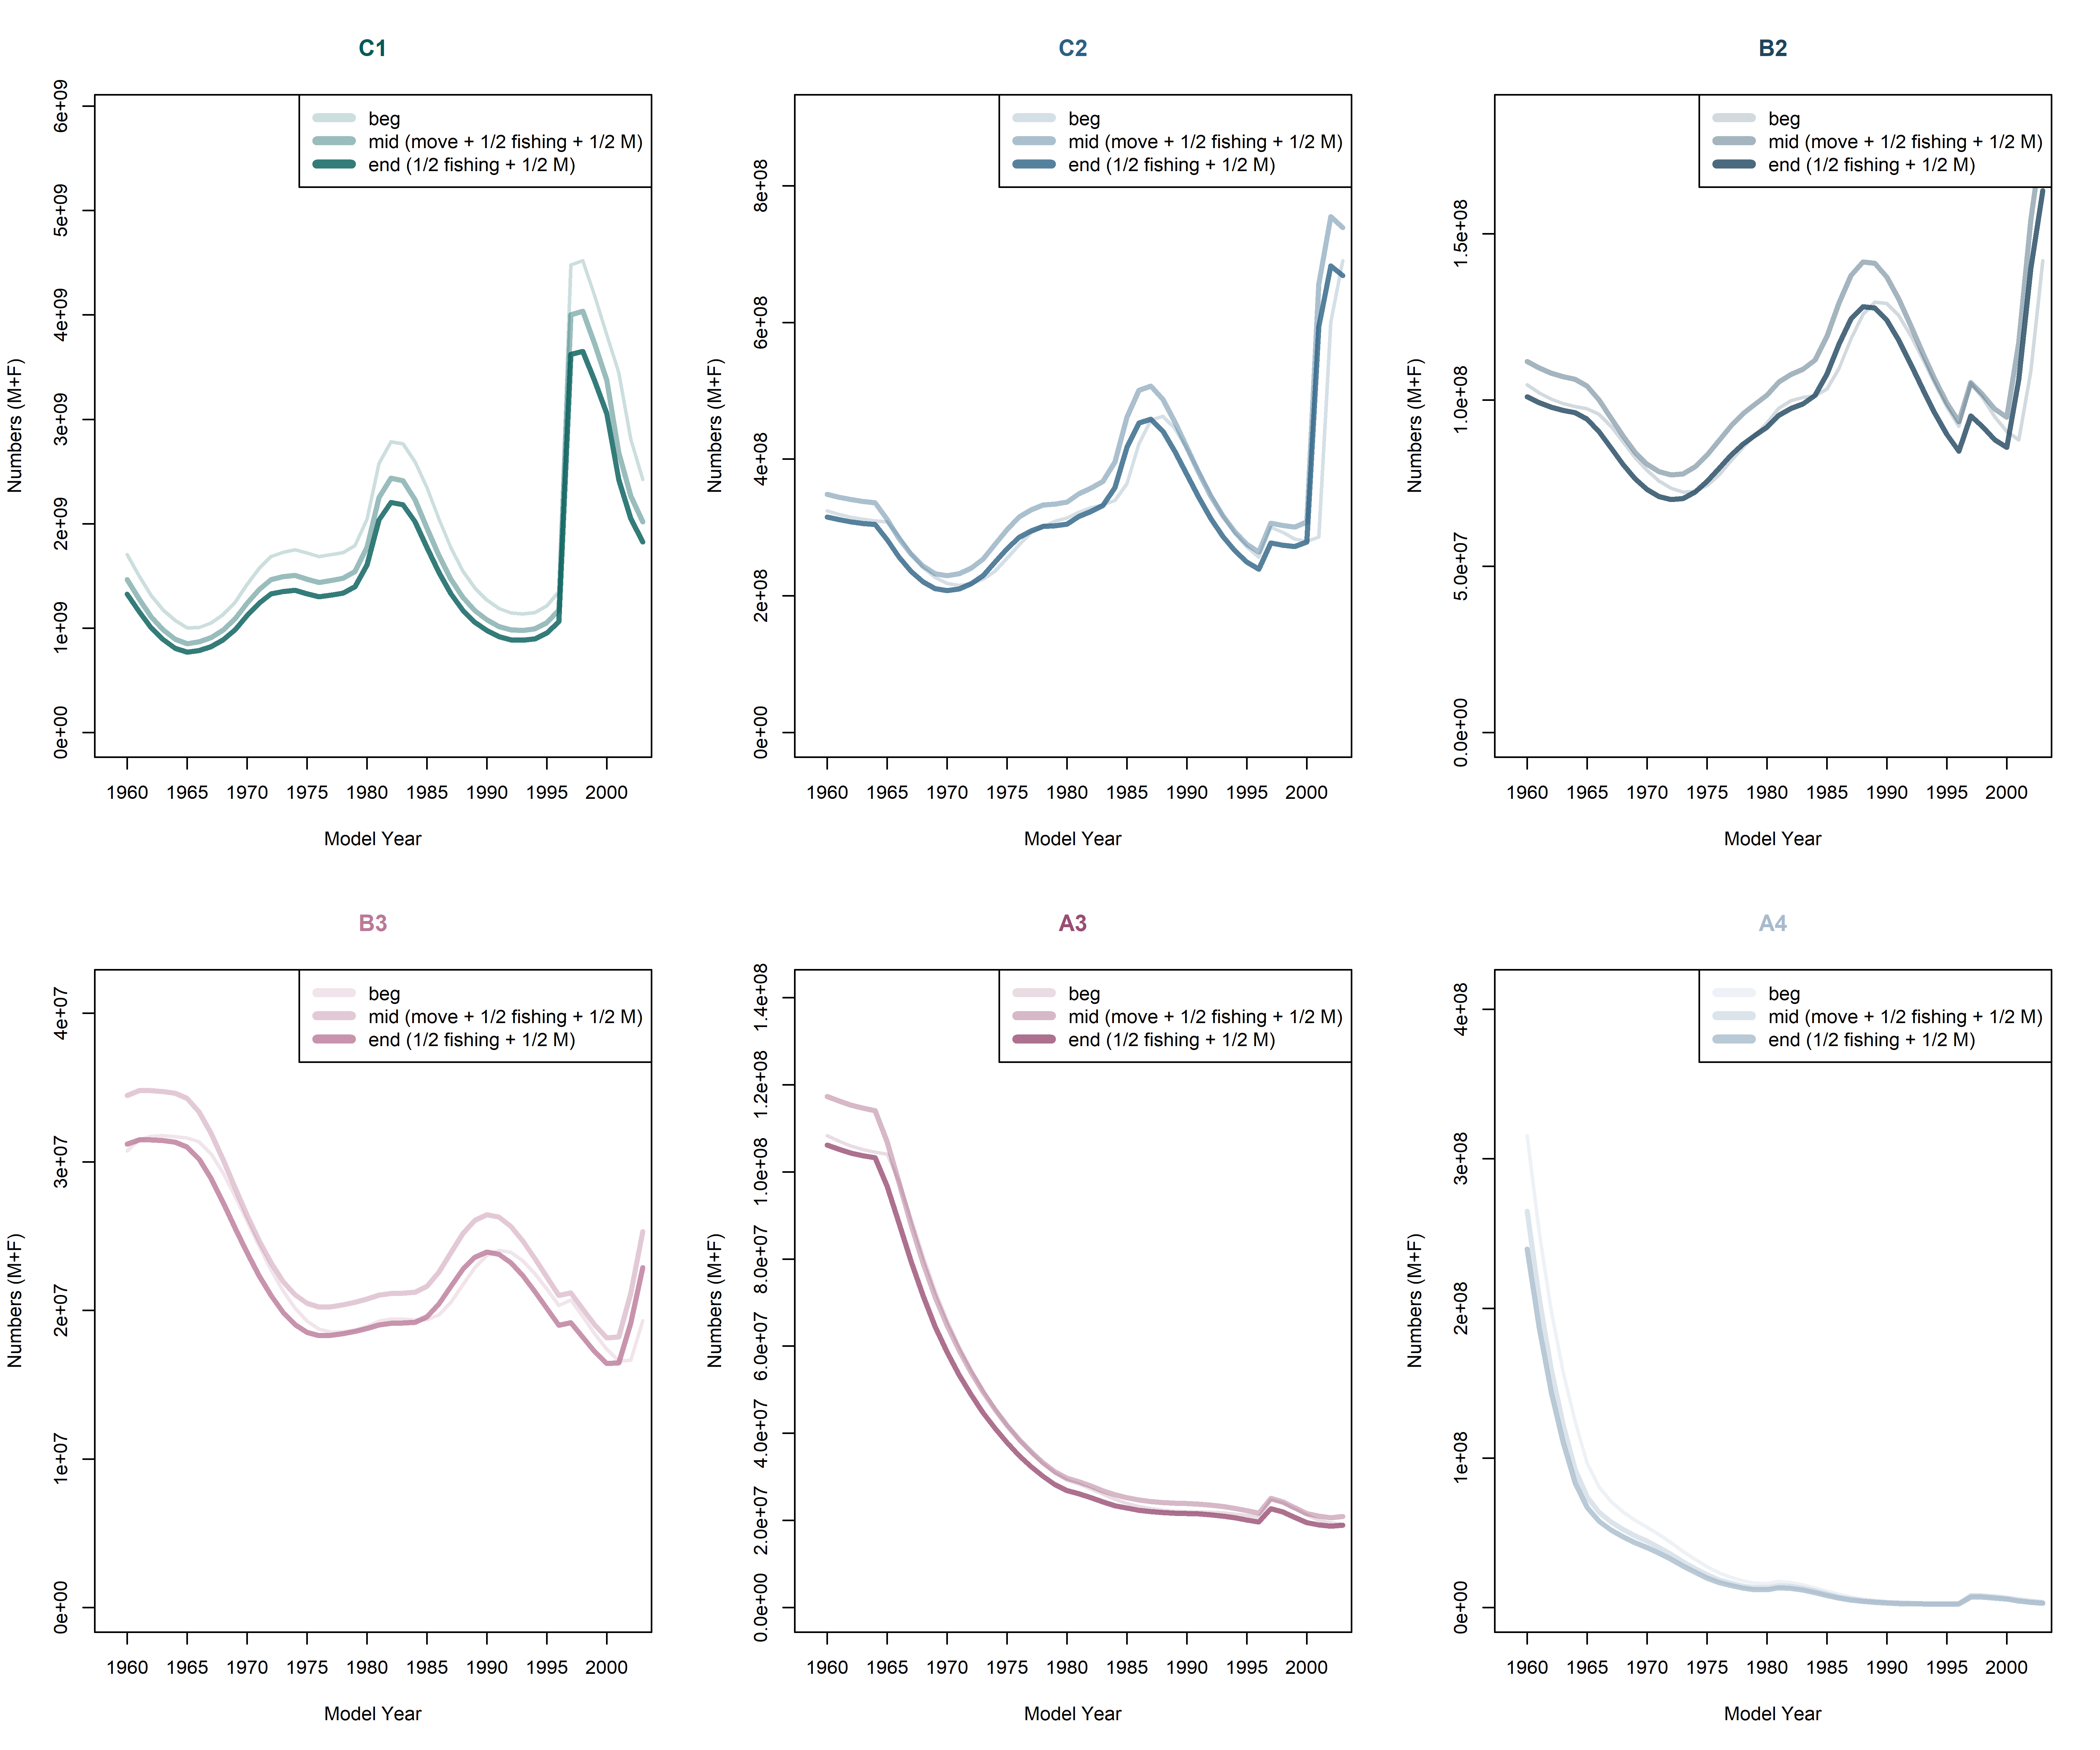 C1
beg
mid (move + 1/2 fishing + 1/2 M)
end (1/2 fishing + 1/2 M)
Numbers (M+F)
6e+09
5e+09
4e+09
3e+09
2e+09
1e+09
0e+00
1960 1965 1970 1975 1980 1985 1990 1995 2000
Model Year
C2
beg
mid (move + 1/2 fishing + 1/2 M)
end (1/2 fishing + 1/2 M)
Numbers (M+F)
8e+08
6e+08
4e+08
2e+08
0e+00
1960 1965 1970 1975 1980 1985 1990 1995 2000
Model Year
B2
beg
mid (move + 1/2 fishing + 1/2 M)
end (1/2 fishing + 1/2 M)
Numbers (M+F)
1.5e+08
1.0e+08
5.0e+07
0.0e+00
1960 1965 1970 1975 1980 1985 1990 1995 2000
Model Year
B3
beg
mid (move + 1/2 fishing + 1/2 M)
end (1/2 fishing + 1/2 M)
Numbers (M+F)
4e+07
3e+07
2e+07
1e+07
0e+00
1960 1965 1970 1975 1980 1985 1990 1995 2000
Model Year
A3
beg
mid (move + 1/2 fishing + 1/2 M)
end (1/2 fishing + 1/2 M)
Numbers (M+F)
1.4e+08
1.2e+08
1.0e+08
8.0e+07
6.0e+07
4.0e+07
2.0e+07
0.0e+00
1960 1965 1970 1975 1980 1985 1990 1995 2000
Model Year
A4
beg
mid (move + 1/2 fishing + 1/2 M)
end (1/2 fishing + 1/2 M)
Numbers (M+F)
4e+08
3e+08
2e+08
1e+08
0e+00
1960 1965 1970 1975 1980 1985 1990 1995 2000
Model Year